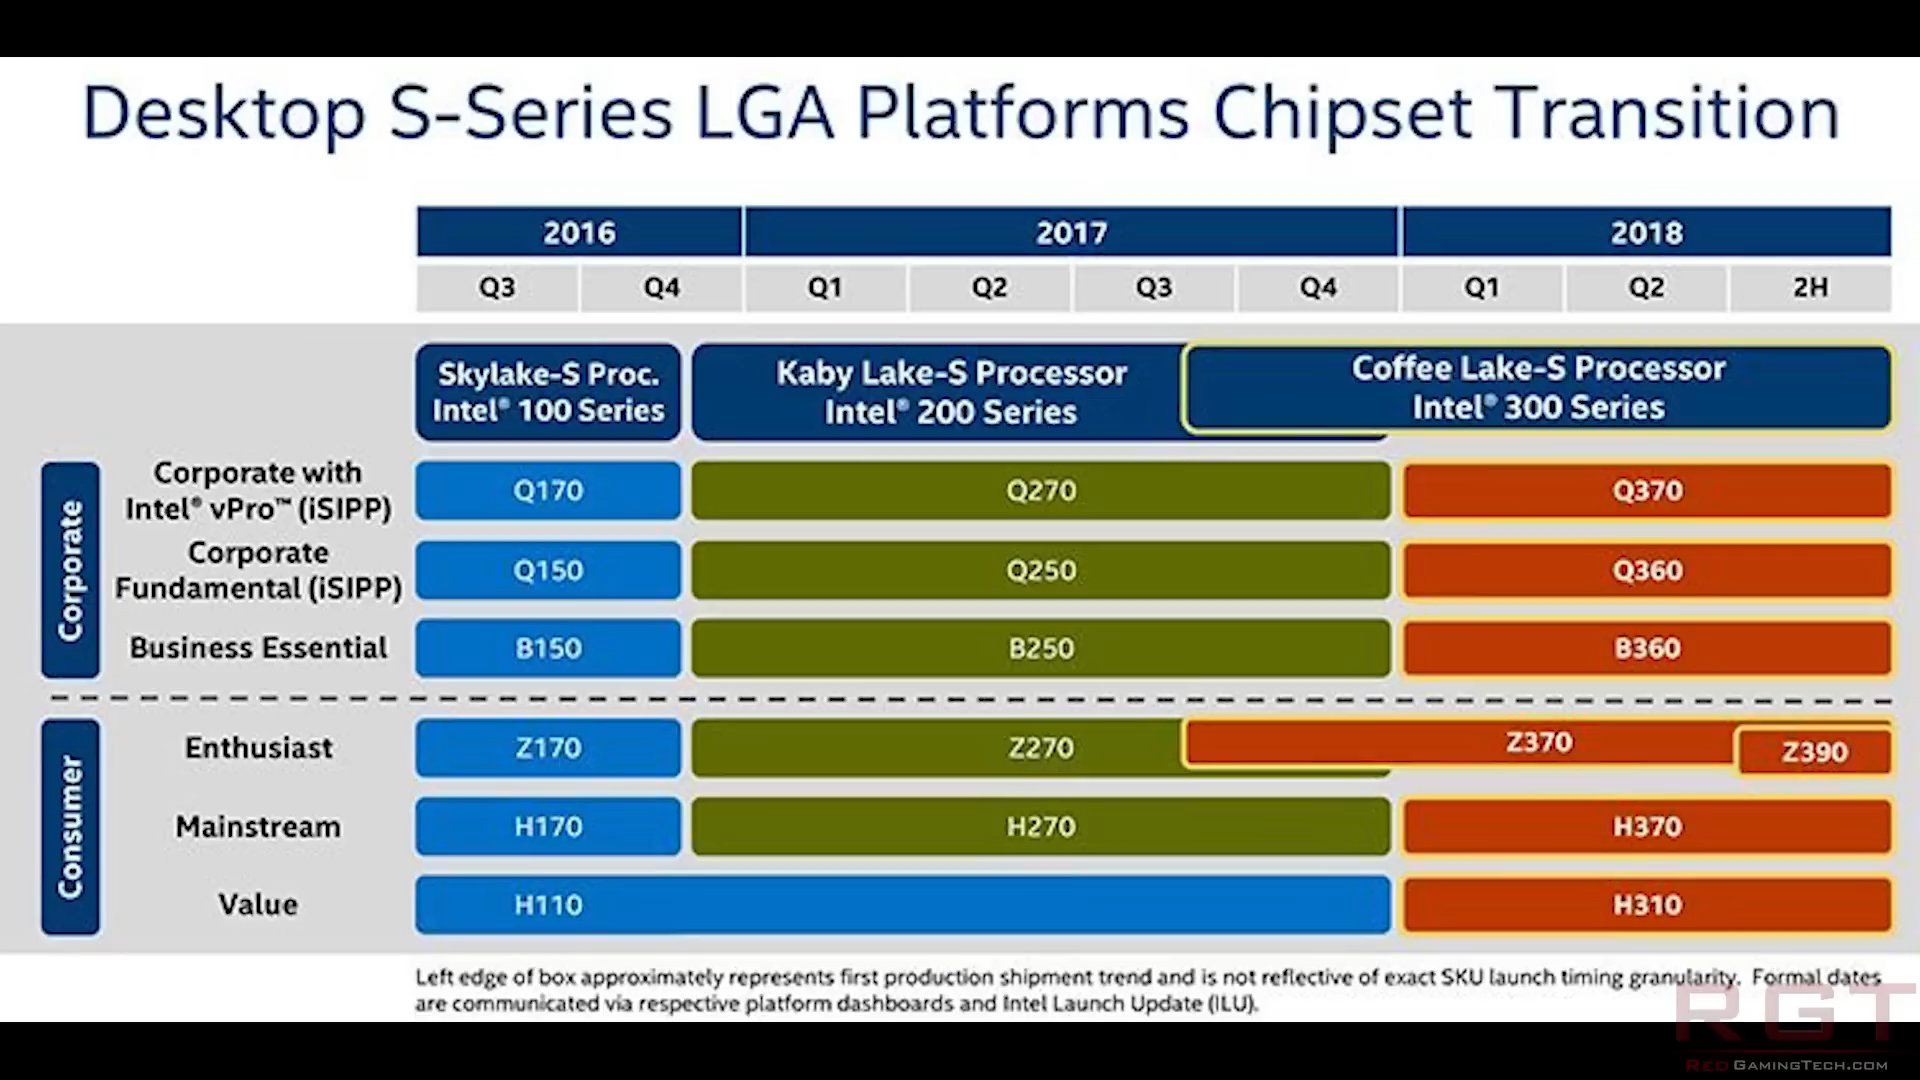 Desktop S-Series LGA Platforms Chipset Transition
2016 2017 2018
Q3 Q4 Q1 Q2 Q3 Q4 Q1 Q2 2H
Skylake-S Proc.
Intel® 100 Series
Kaby Lake-S Processor
Intel® 200 Series
Coffee Lake-S Processor
Intel® 300 Series
Corporate
Corporate with
Intel® vPro™ (iSIPP)
Q170 Q270 Q370
Corporate
Fundamental (iSIPP)
Q150 Q250 Q360
Business Essential B150 B250 B360
Consumer
Enthusiast Z170 Z270 Z370 Z390
Mainstream H170 H270 H370
Value H110 H310
Left edge of box approximately represents first production shipment trend and is not reflective of exact SKU launch timing granularity. Formal dates
are communicated via respective platform dashboards and Intel Launch Update (ILU).
RGT
REDGAMINGTECH.COM